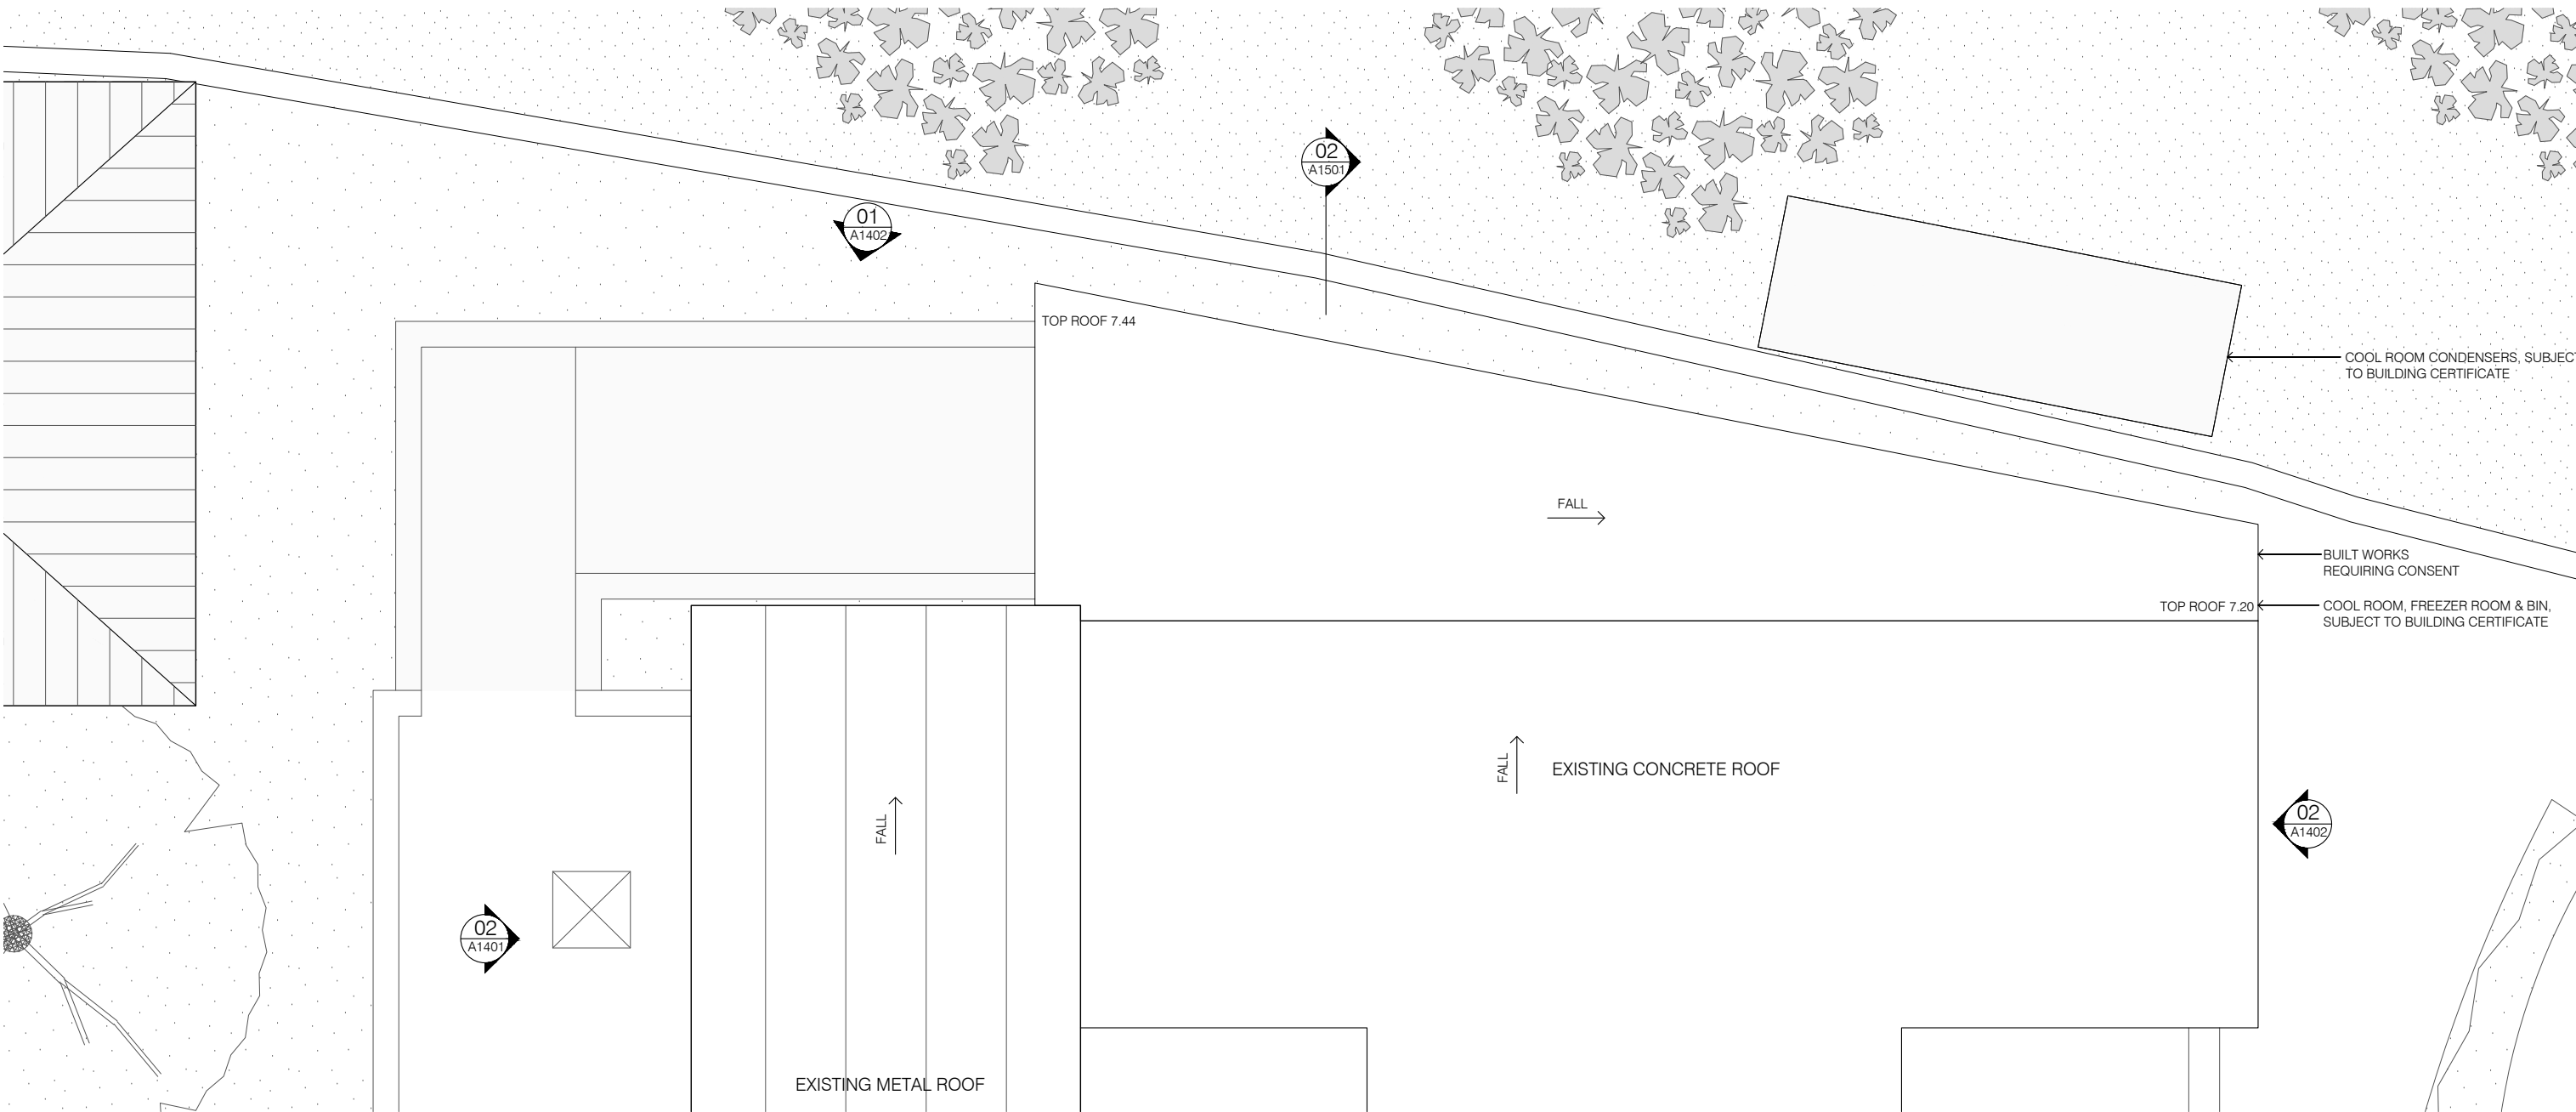 02
A1501
01
A1402
TOP ROOF 7.44
COOL ROOM CONDENSERS, SUBJECT
TO BUILDING CERTIFICATE
FALL
BUILT WORKS
REQUIRING CONSENT
TOP ROOF 7.20
COOL ROOM, FREEZER ROOM & BIN,
SUBJECT TO BUILDING CERTIFICATE
FALL
EXISTING CONCRETE ROOF
FALL
02
A1402
02
A1401
EXISTING METAL ROOF